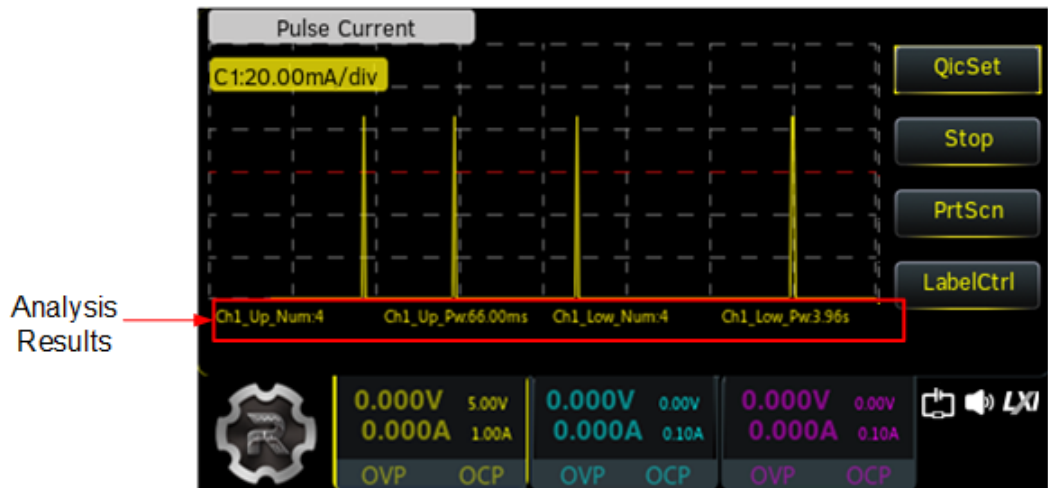 Pulse Current
C1:20.00mA/div
QicSet
Stop
PrtScn
LabelCtrl
Analysis
Results
Ch1_Up_Num:4 Ch1_Up_Pw:66.00ms Ch1_Low_Num:4 Ch1_Low_Pw:3.96s
0.000V 5.00V 0.000V 0.00V 0.000V 0.00V
0.000A 1.00A 0.000A 0.10A 0.000A 0.10A
OVP OCP OVP OCP OVP OCP
R
LXI